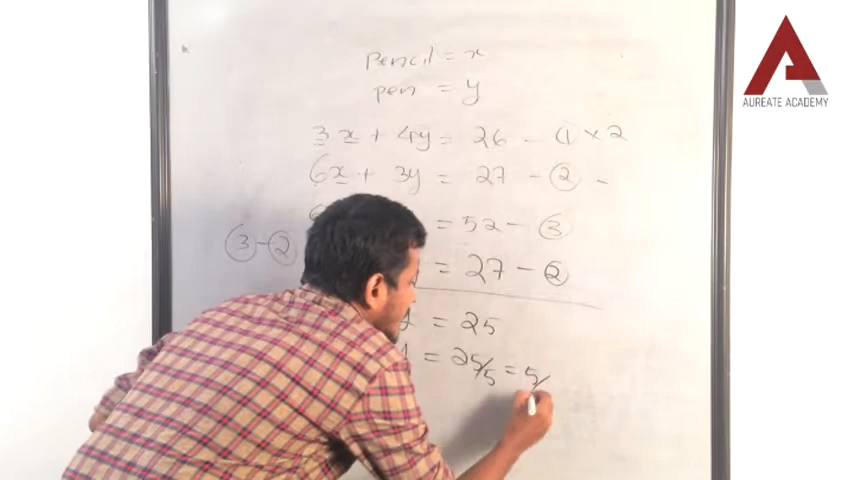 AUREATE ACADEMY
Pencil = x
pen = y
3x + 4y = 26 - ① × 2
6x + 3y = 27 - ② -
= 52 - ③
③ - ② = 27 - ②
= 25
= 25/5 = 5/